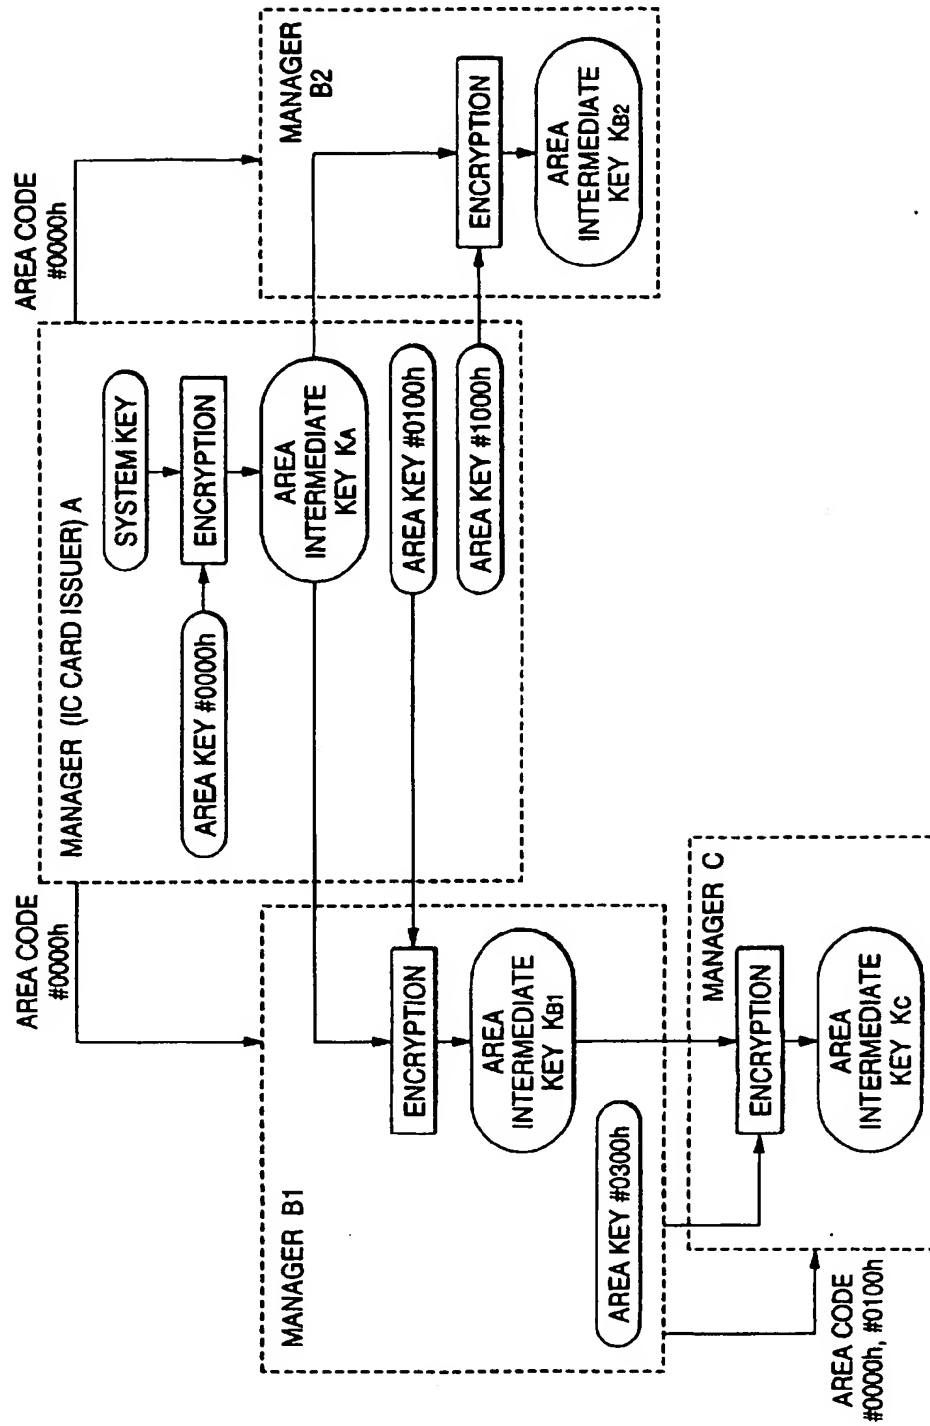 AREA CODE
#0000h
AREA CODE
#0000h
MANAGER (IC CARD ISSUER) A
SYSTEM KEY
AREA KEY #0000h
ENCRYPTION
AREA
INTERMEDIATE
KEY KA
AREA KEY #0100h
AREA KEY #1000h
MANAGER
B2
ENCRYPTION
AREA
INTERMEDIATE
KEY KB2
MANAGER B1
ENCRYPTION
AREA
INTERMEDIATE
KEY KB1
AREA KEY #0300h
MANAGER C
ENCRYPTION
AREA
INTERMEDIATE
KEY KC
AREA CODE
#0000h, #0100h